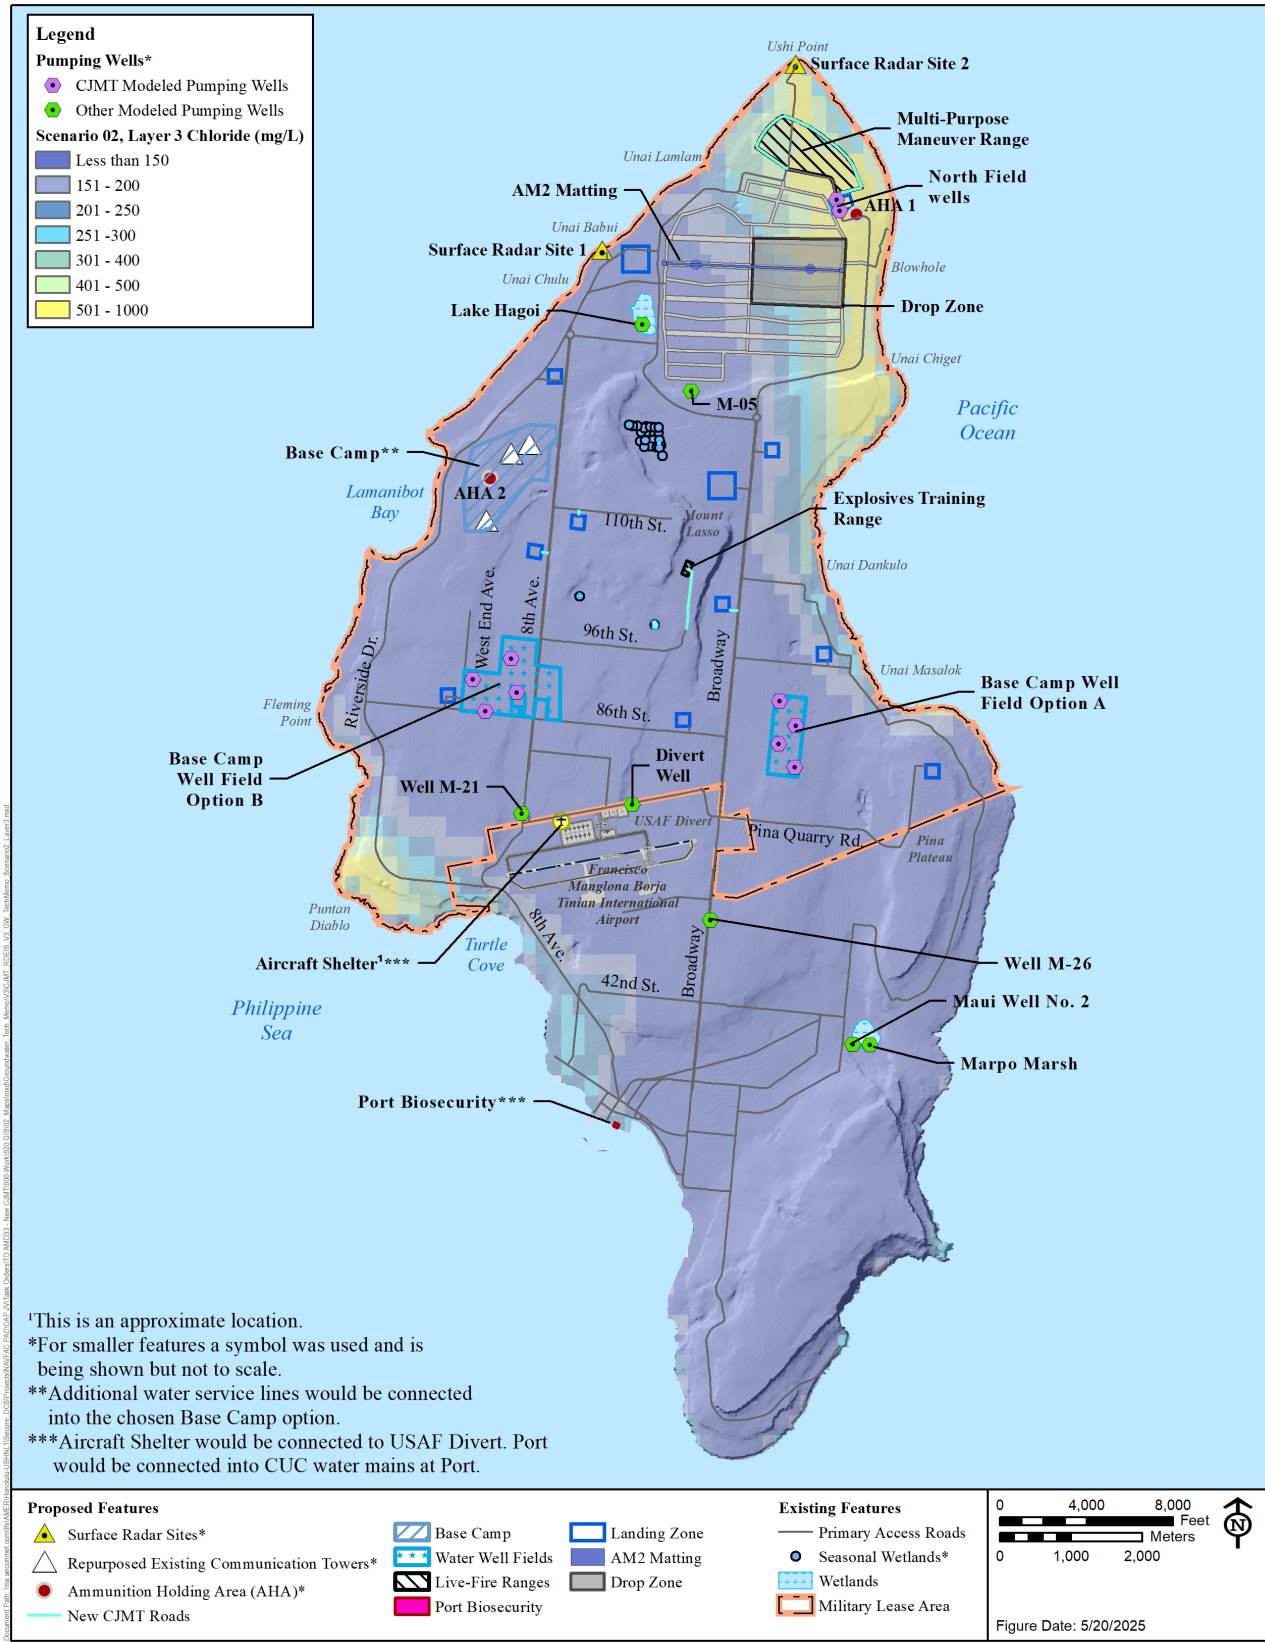 Legend
Pumping Wells*
CJMT Modeled Pumping Wells
Other Modeled Pumping Wells
Scenario 02, Layer 3 Chloride (mg/L)
Less than 150
151 - 200
201 - 250
251 -300
301 - 400
401 - 500
501 - 1000
Ushi Point
Surface Radar Site 2
Multi-Purpose
Maneuver Range
Unai Lamlam
North Field
wells
AM2 Matting
AHA 1
Unai Babui
Surface Radar Site 1
Blowhole
Unai Chulu
Lake Hagoi
Drop Zone
Unai Chiget
M-05
Pacific
Ocean
Base Camp**
Lamanibot
Bay
AHA 2
Explosives Training
Range
110th St.
Mount
Lasso
Unai Dankulo
West End Ave.
8th Ave.
96th St.
Broadway
Riverside Dr.
Unai Masalok
Base Camp Well
Field Option A
Fleming
Point
86th St.
Base Camp
Well Field
Option B
Divert
Well
Well M-21
USAF Divert
Pina Quarry Rd.
Pina
Plateau
Francisco
Manglona Borja
Tinian International
Airport
Puntan
Diablo
8th Ave.
Turtle
Cove
Aircraft Shelter¹***
Broadway
Well M-26
42nd St.
Philippine
Sea
Maui Well No. 2
Marpo Marsh
Port Biosecurity***
¹This is an approximate location.
*For smaller features a symbol was used and is
being shown but not to scale.
**Additional water service lines would be connected
into the chosen Base Camp option.
***Aircraft Shelter would be connected to USAF Divert. Port
would be connected into CUC water mains at Port.
Proposed Features
Surface Radar Sites*
Repurposed Existing Communication Towers*
Ammunition Holding Area (AHA)*
New CJMT Roads
Base Camp
Water Well Fields
Live-Fire Ranges
Port Biosecurity
Landing Zone
AM2 Matting
Drop Zone
Existing Features
Primary Access Roads
Seasonal Wetlands*
Wetlands
Military Lease Area
0 4,000 8,000
Feet
Meters
0 1,000 2,000
N
Figure Date: 5/20/2025